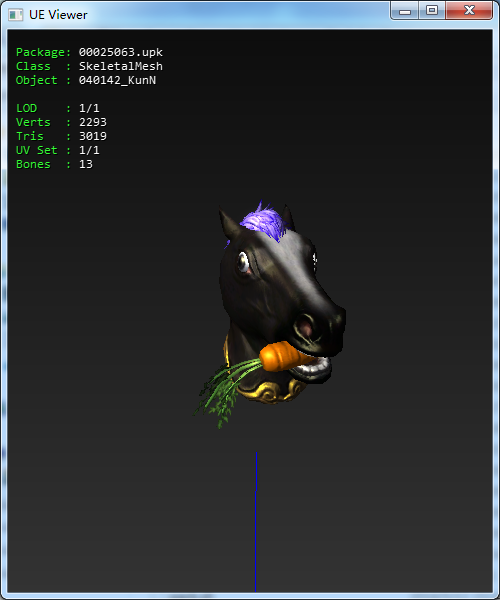 UE Viewer
Package: 00025063.upk
Class : SkeletalMesh
Object : 040142_KunN
LOD : 1/1
Verts : 2293
Tris : 3019
UV Set : 1/1
Bones : 13